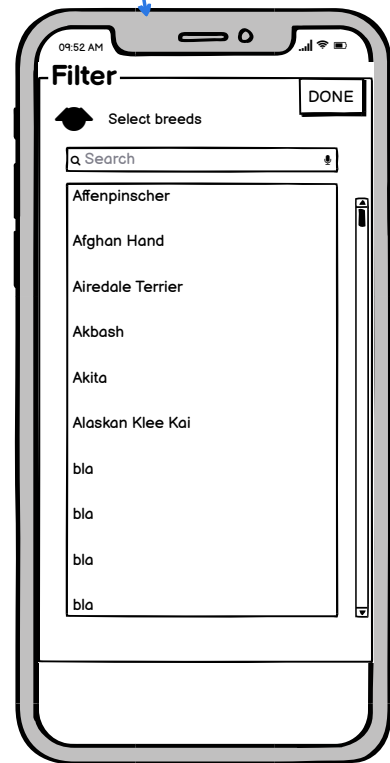 09:52 AM
Filter
DONE
Select breeds
Search
Affenpinscher
Afghan Hand
Airedale Terrier
Akbash
Akita
Alaskan Klee Kai
bla
bla
bla
bla